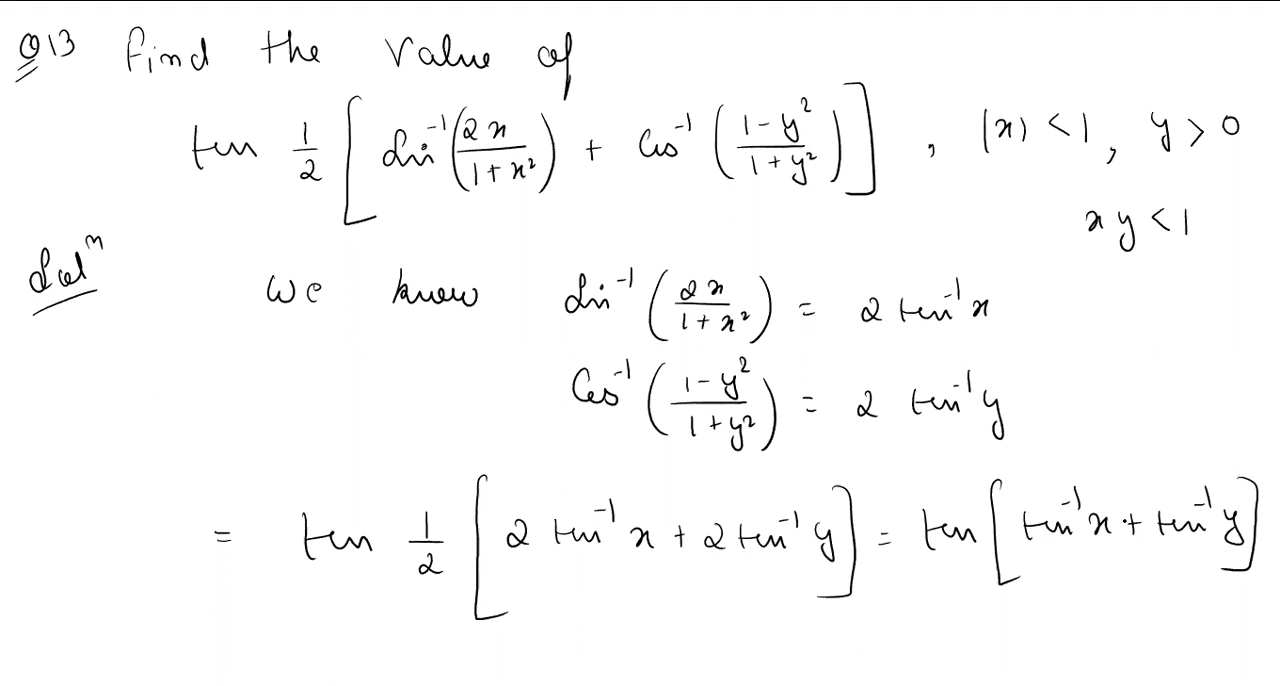 Q13 Find the value of
tan 1/2 [ sin⁻¹(2x/1+x²) + Cos⁻¹(1-y²/1+y²) ] , |x| < 1, y > 0
xy < 1
Solⁿ
We know sin⁻¹(2x/1+x²) = 2 tan⁻¹x
Cos⁻¹(1-y²/1+y²) = 2 tan⁻¹y
= tan 1/2 [ 2 tan⁻¹ x + 2 tan⁻¹ y ] = tan [ tan⁻¹x + tan⁻¹y ]